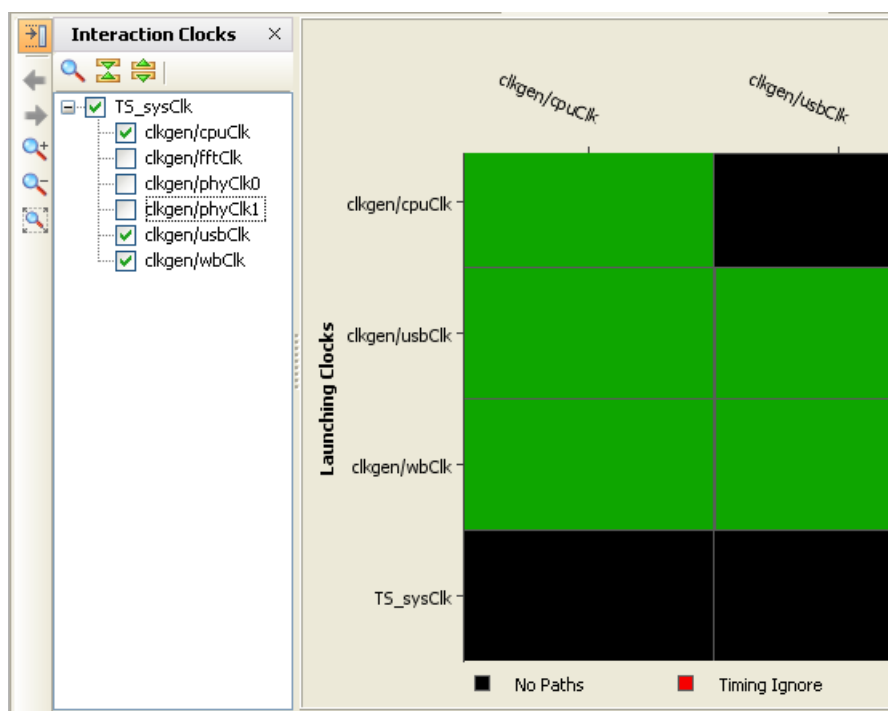 Interaction Clocks
TS_sysClk
clkgen/cpuClk
clkgen/fftClk
clkgen/phyClk0
clkgen/phyClk1
clkgen/usbClk
clkgen/wbClk
clkgen/cpuClk
clkgen/usbClk
Launching Clocks
clkgen/cpuClk
clkgen/usbClk
clkgen/wbClk
TS_sysClk
No Paths
Timing Ignore